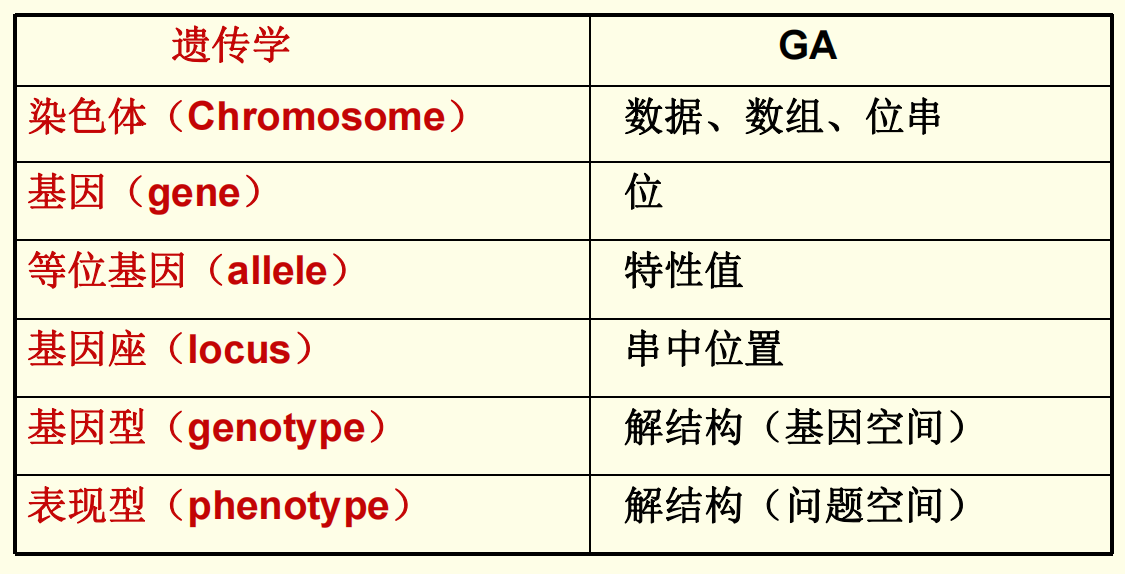 遗传学 GA
染色体（Chromosome） 数据、数组、位串
基因（gene） 位
等位基因（allele） 特性值
基因座（locus） 串中位置
基因型（genotype） 解结构（基因空间）
表现型（phenotype） 解结构（问题空间）